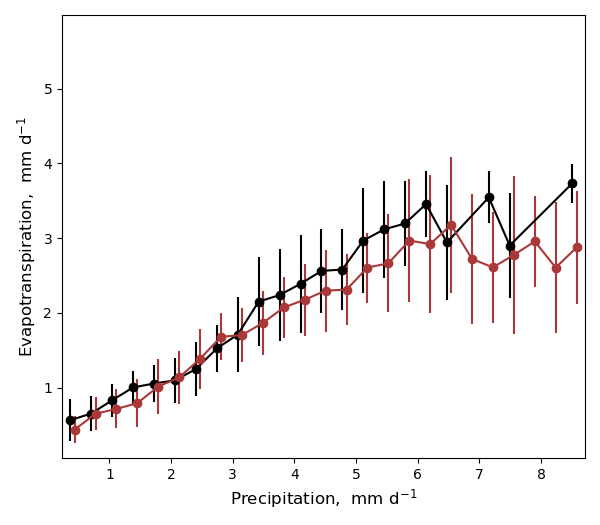 5
4
3
2
1
Evapotranspiration, mm d⁻¹
1 2 3 4 5 6 7 8
Precipitation, mm d⁻¹